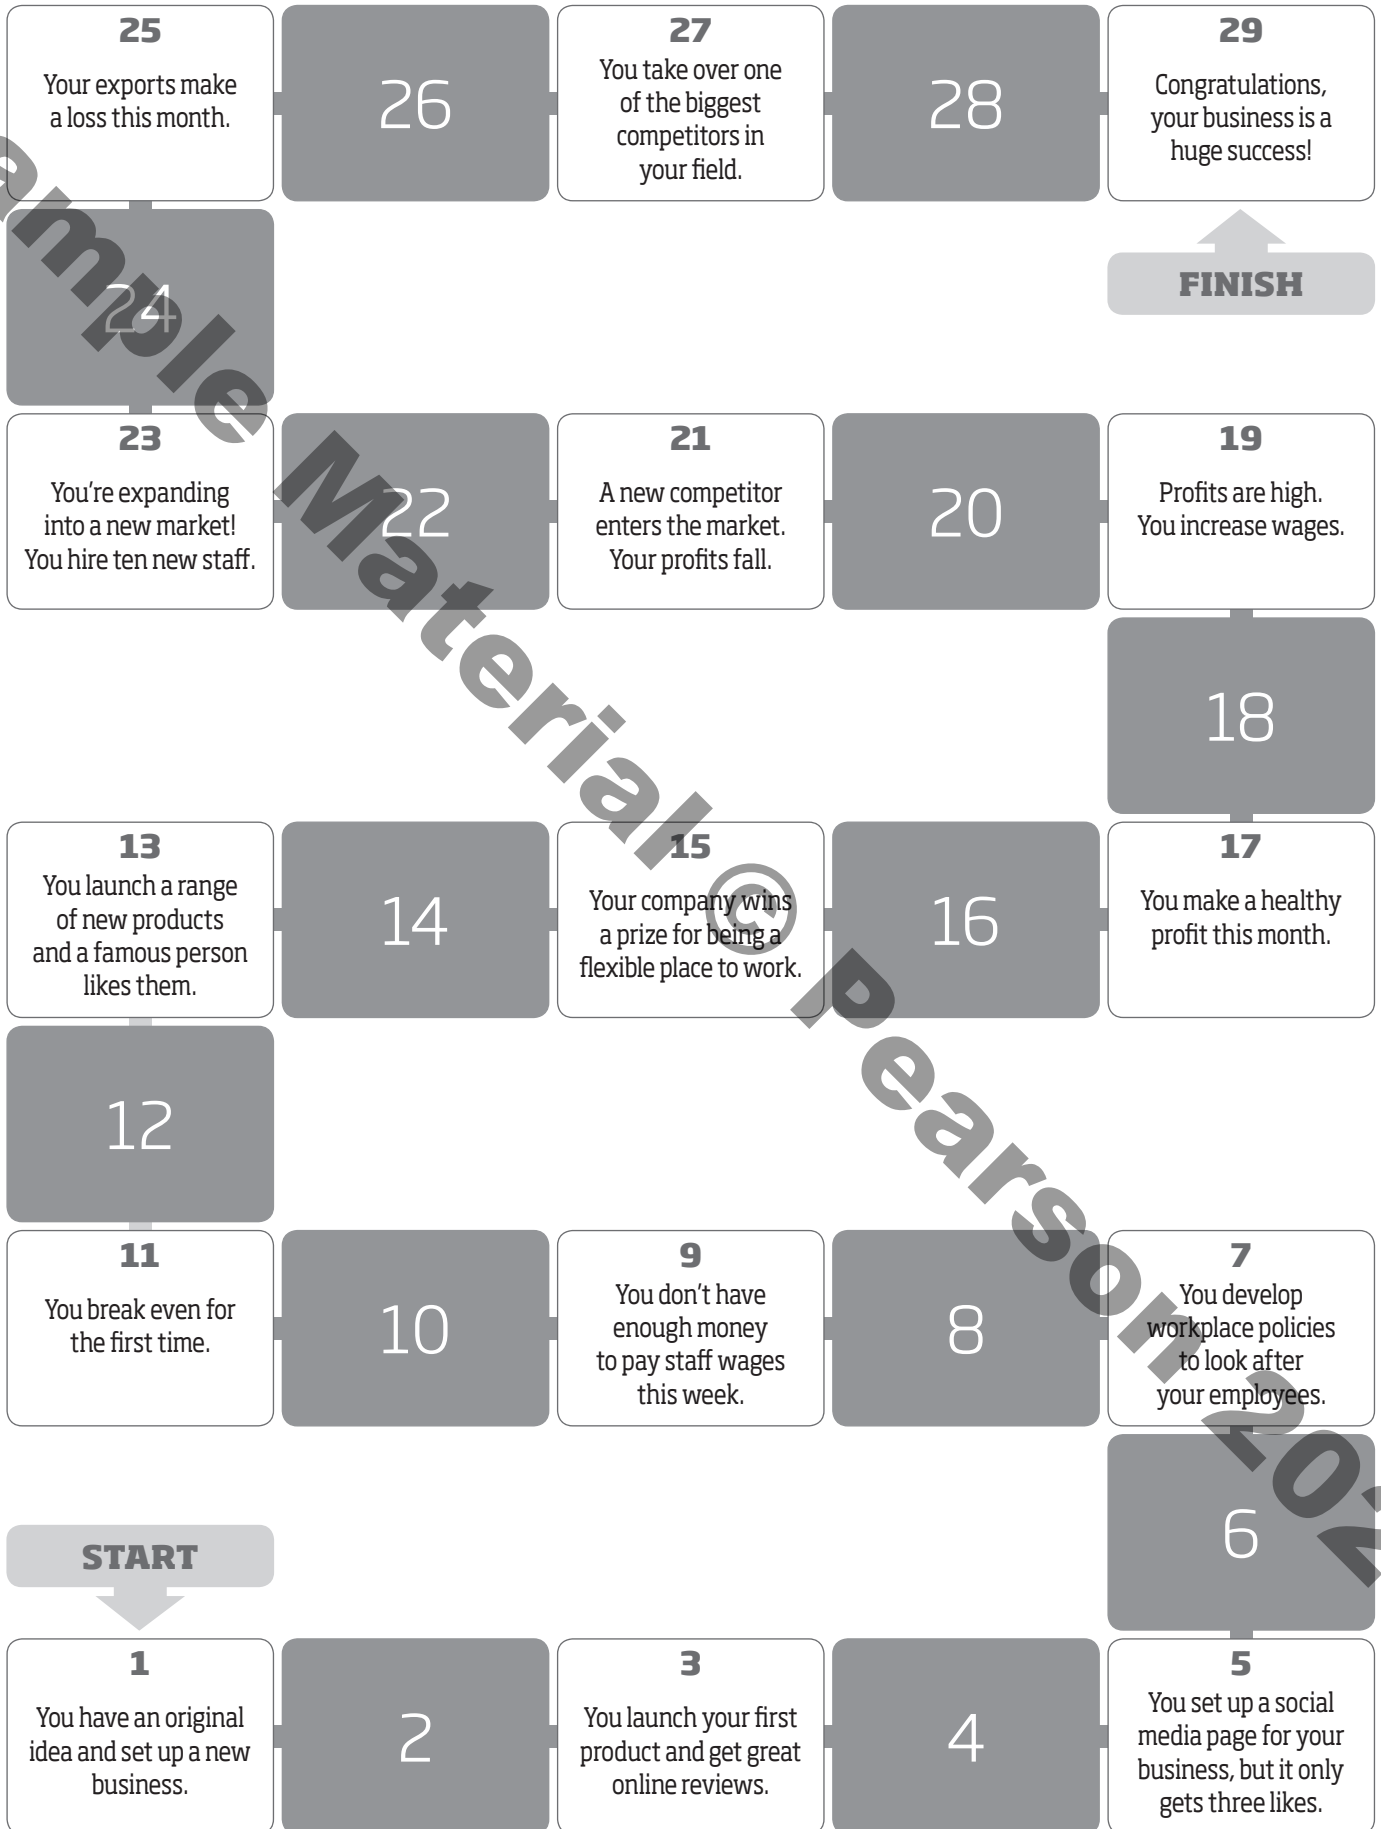 25
Your exports make
a loss this month.
26
27
You take over one
of the biggest
competitors in
your field.
28
29
Congratulations,
your business is a
huge success!
24
FINISH
23
You're expanding
into a new market!
You hire ten new staff.
22
21
A new competitor
enters the market.
Your profits fall.
20
19
Profits are high.
You increase wages.
18
13
You launch a range
of new products
and a famous person
likes them.
14
15
Your company wins
a prize for being a
flexible place to work.
16
17
You make a healthy
profit this month.
12
11
You break even for
the first time.
10
9
You don't have
enough money
to pay staff wages
this week.
8
7
You develop
workplace policies
to look after
your employees.
6
START
1
You have an original
idea and set up a new
business.
2
3
You launch your first
product and get great
online reviews.
4
5
You set up a social
media page for your
business, but it only
gets three likes.
Material © Pearson